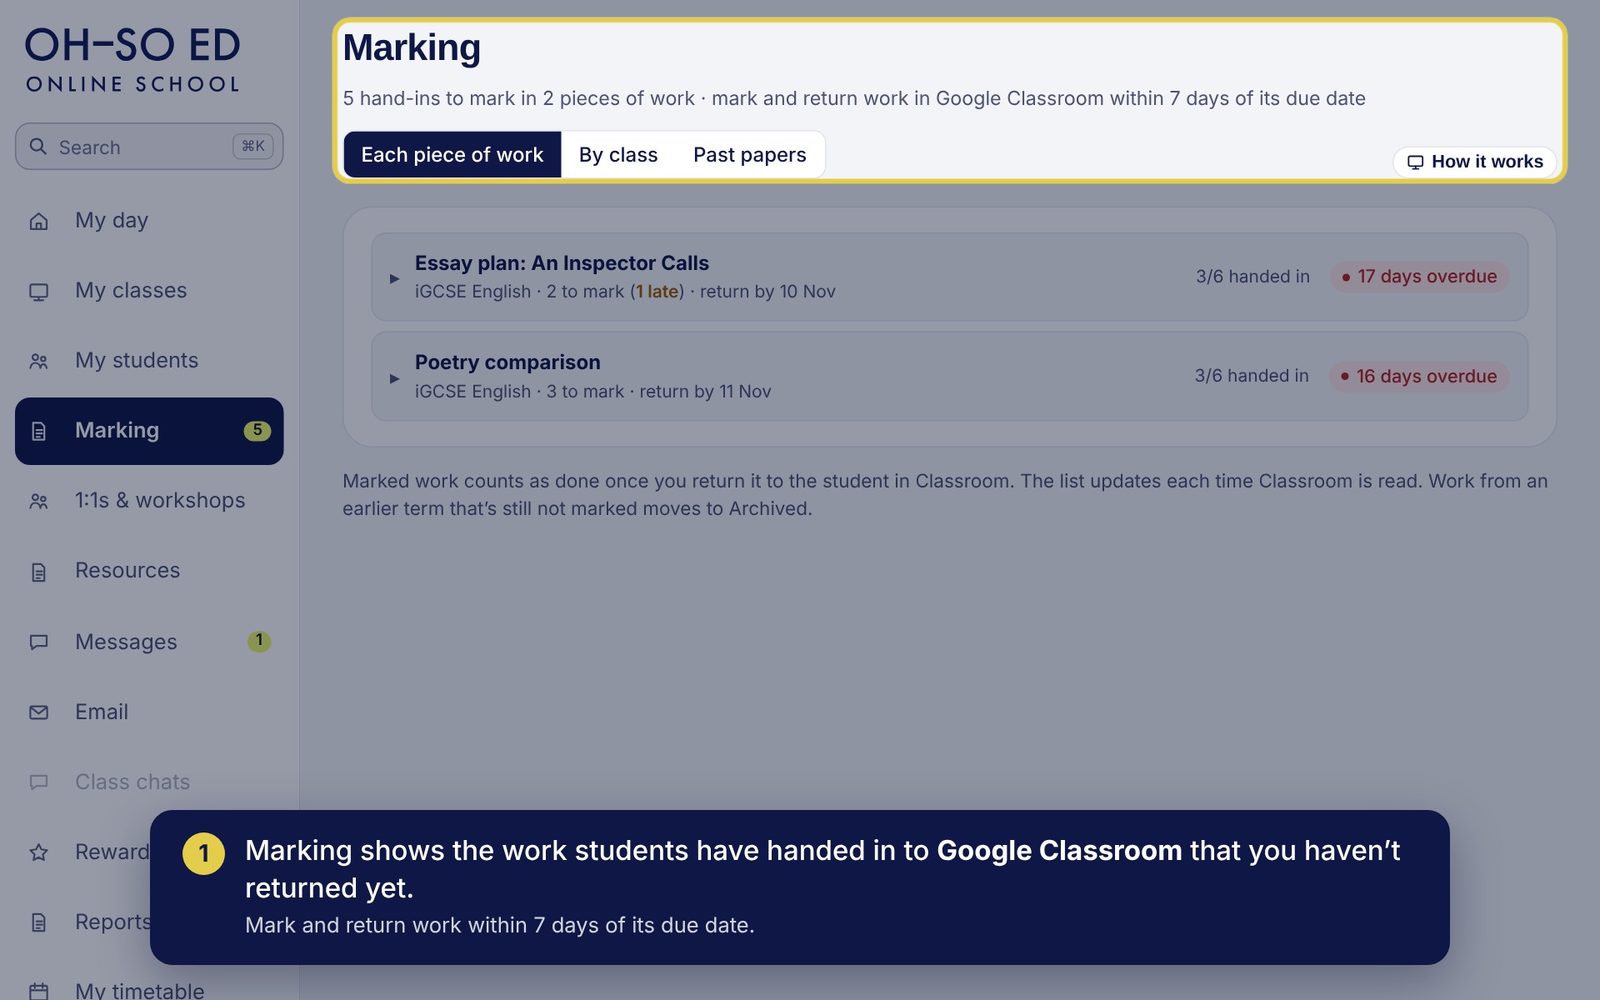 OH-SO ED
ONLINE SCHOOL
Search ⌘K
My day
My classes
My students
Marking 5
1:1s & workshops
Resources
Messages 1
Email
Class chats
Reward
Reports
My timetable
Marking
5 hand-ins to mark in 2 pieces of work · mark and return work in Google Classroom within 7 days of its due date
Each piece of work By class Past papers
How it works
Essay plan: An Inspector Calls
iGCSE English · 2 to mark (1 late) · return by 10 Nov
3/6 handed in • 17 days overdue
Poetry comparison
iGCSE English · 3 to mark · return by 11 Nov
3/6 handed in • 16 days overdue
Marked work counts as done once you return it to the student in Classroom. The list updates each time Classroom is read. Work from an
earlier term that’s still not marked moves to Archived.
1 Marking shows the work students have handed in to Google Classroom that you haven’t
returned yet.
Mark and return work within 7 days of its due date.